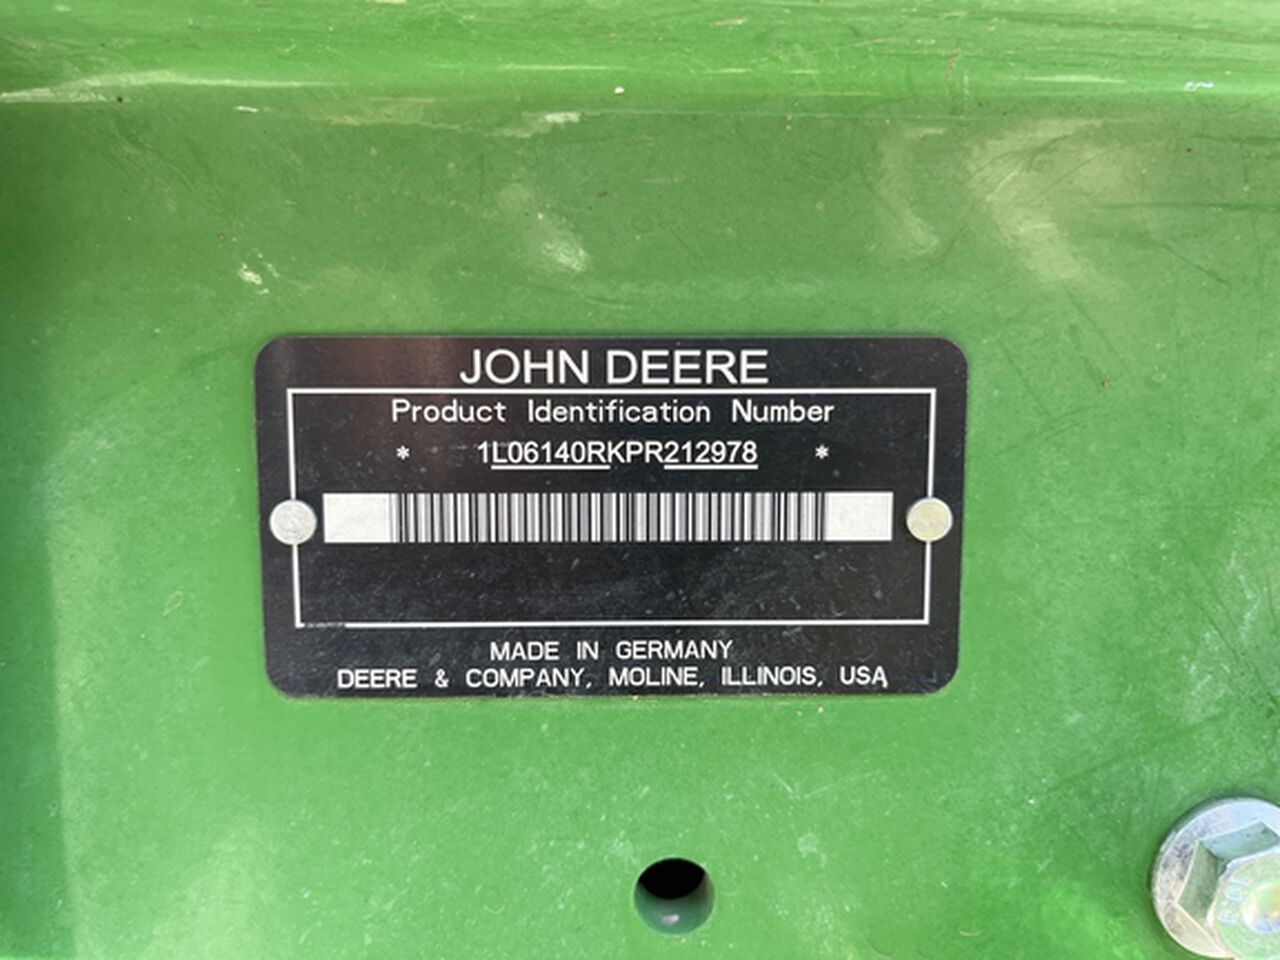 JOHN DEERE
Product Identification Number
* 1L06140RKPR212978 *
MADE IN GERMANY
DEERE & COMPANY, MOLINE, ILLINOIS, USA